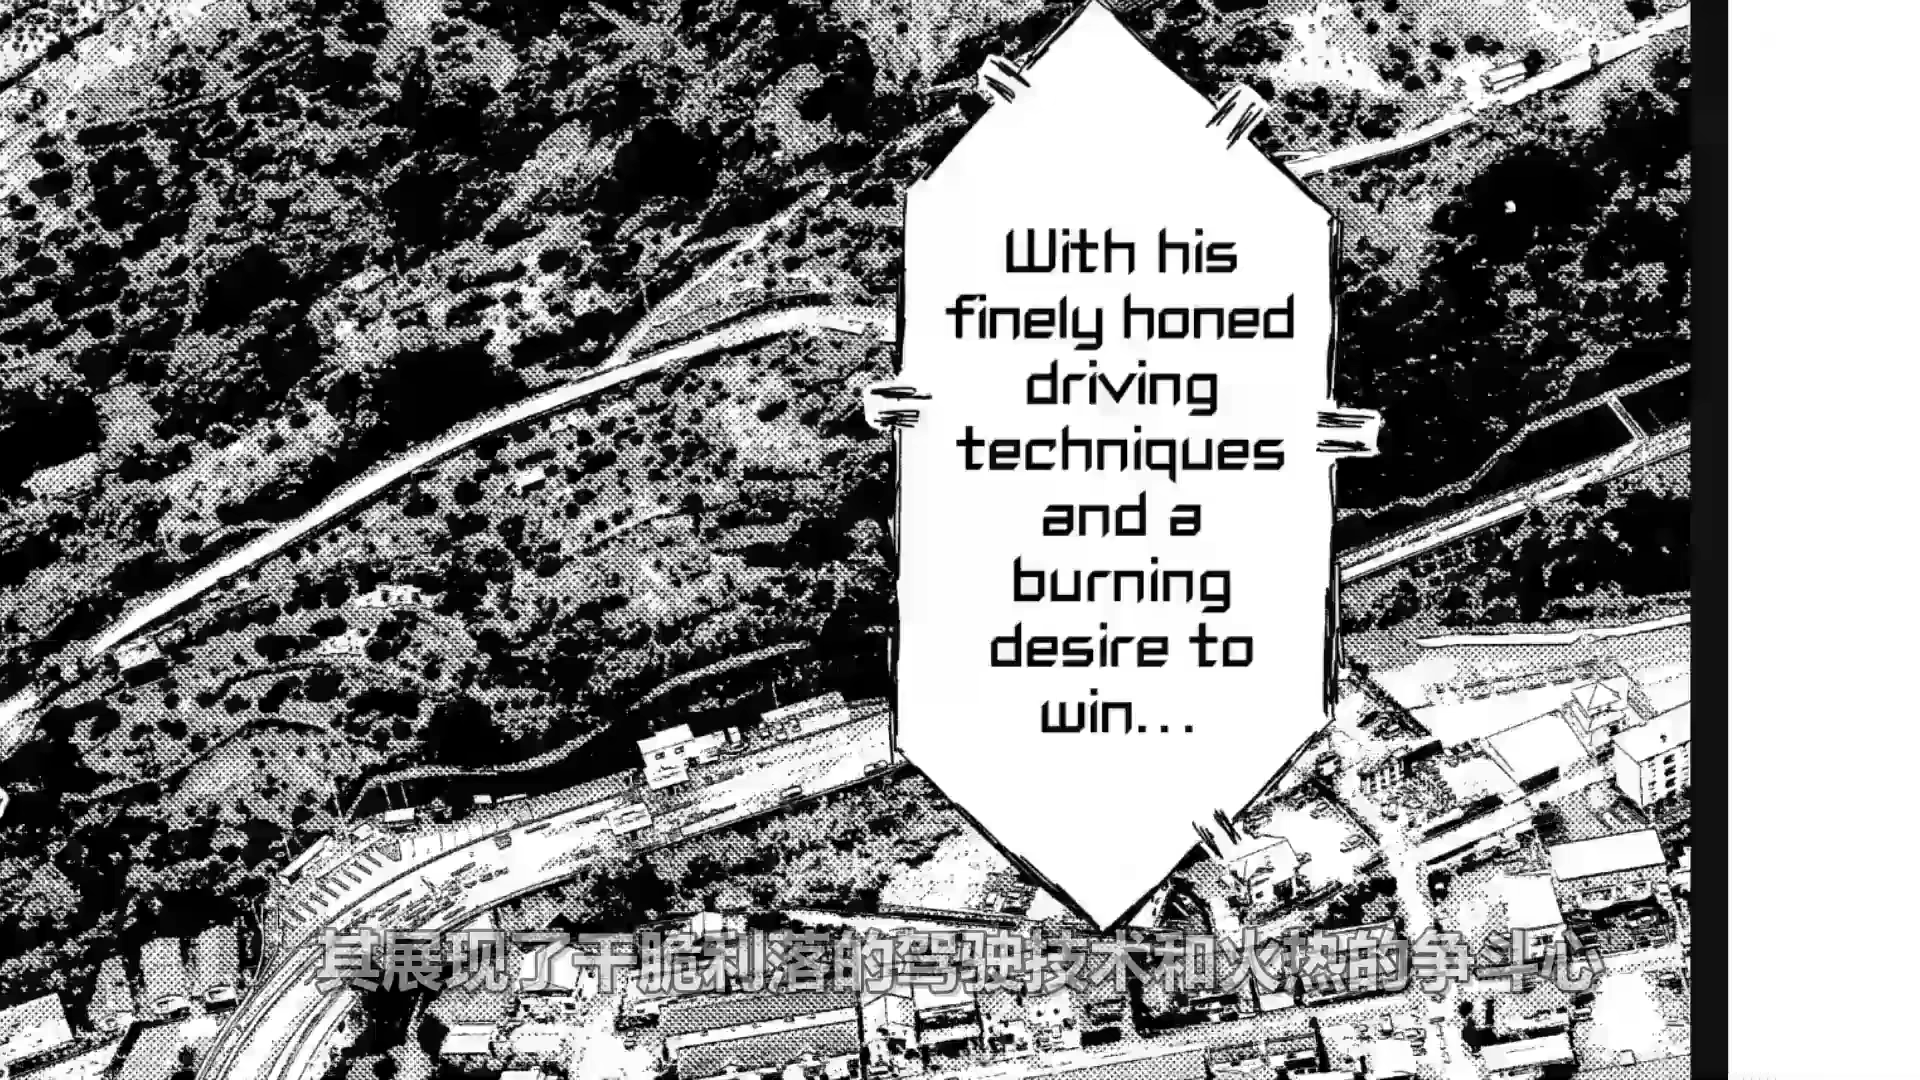 With his
finely honed
driving
techniques
and a
burning
desire to
win...
其展现了干脆利落的驾驶技术和火热的争斗心